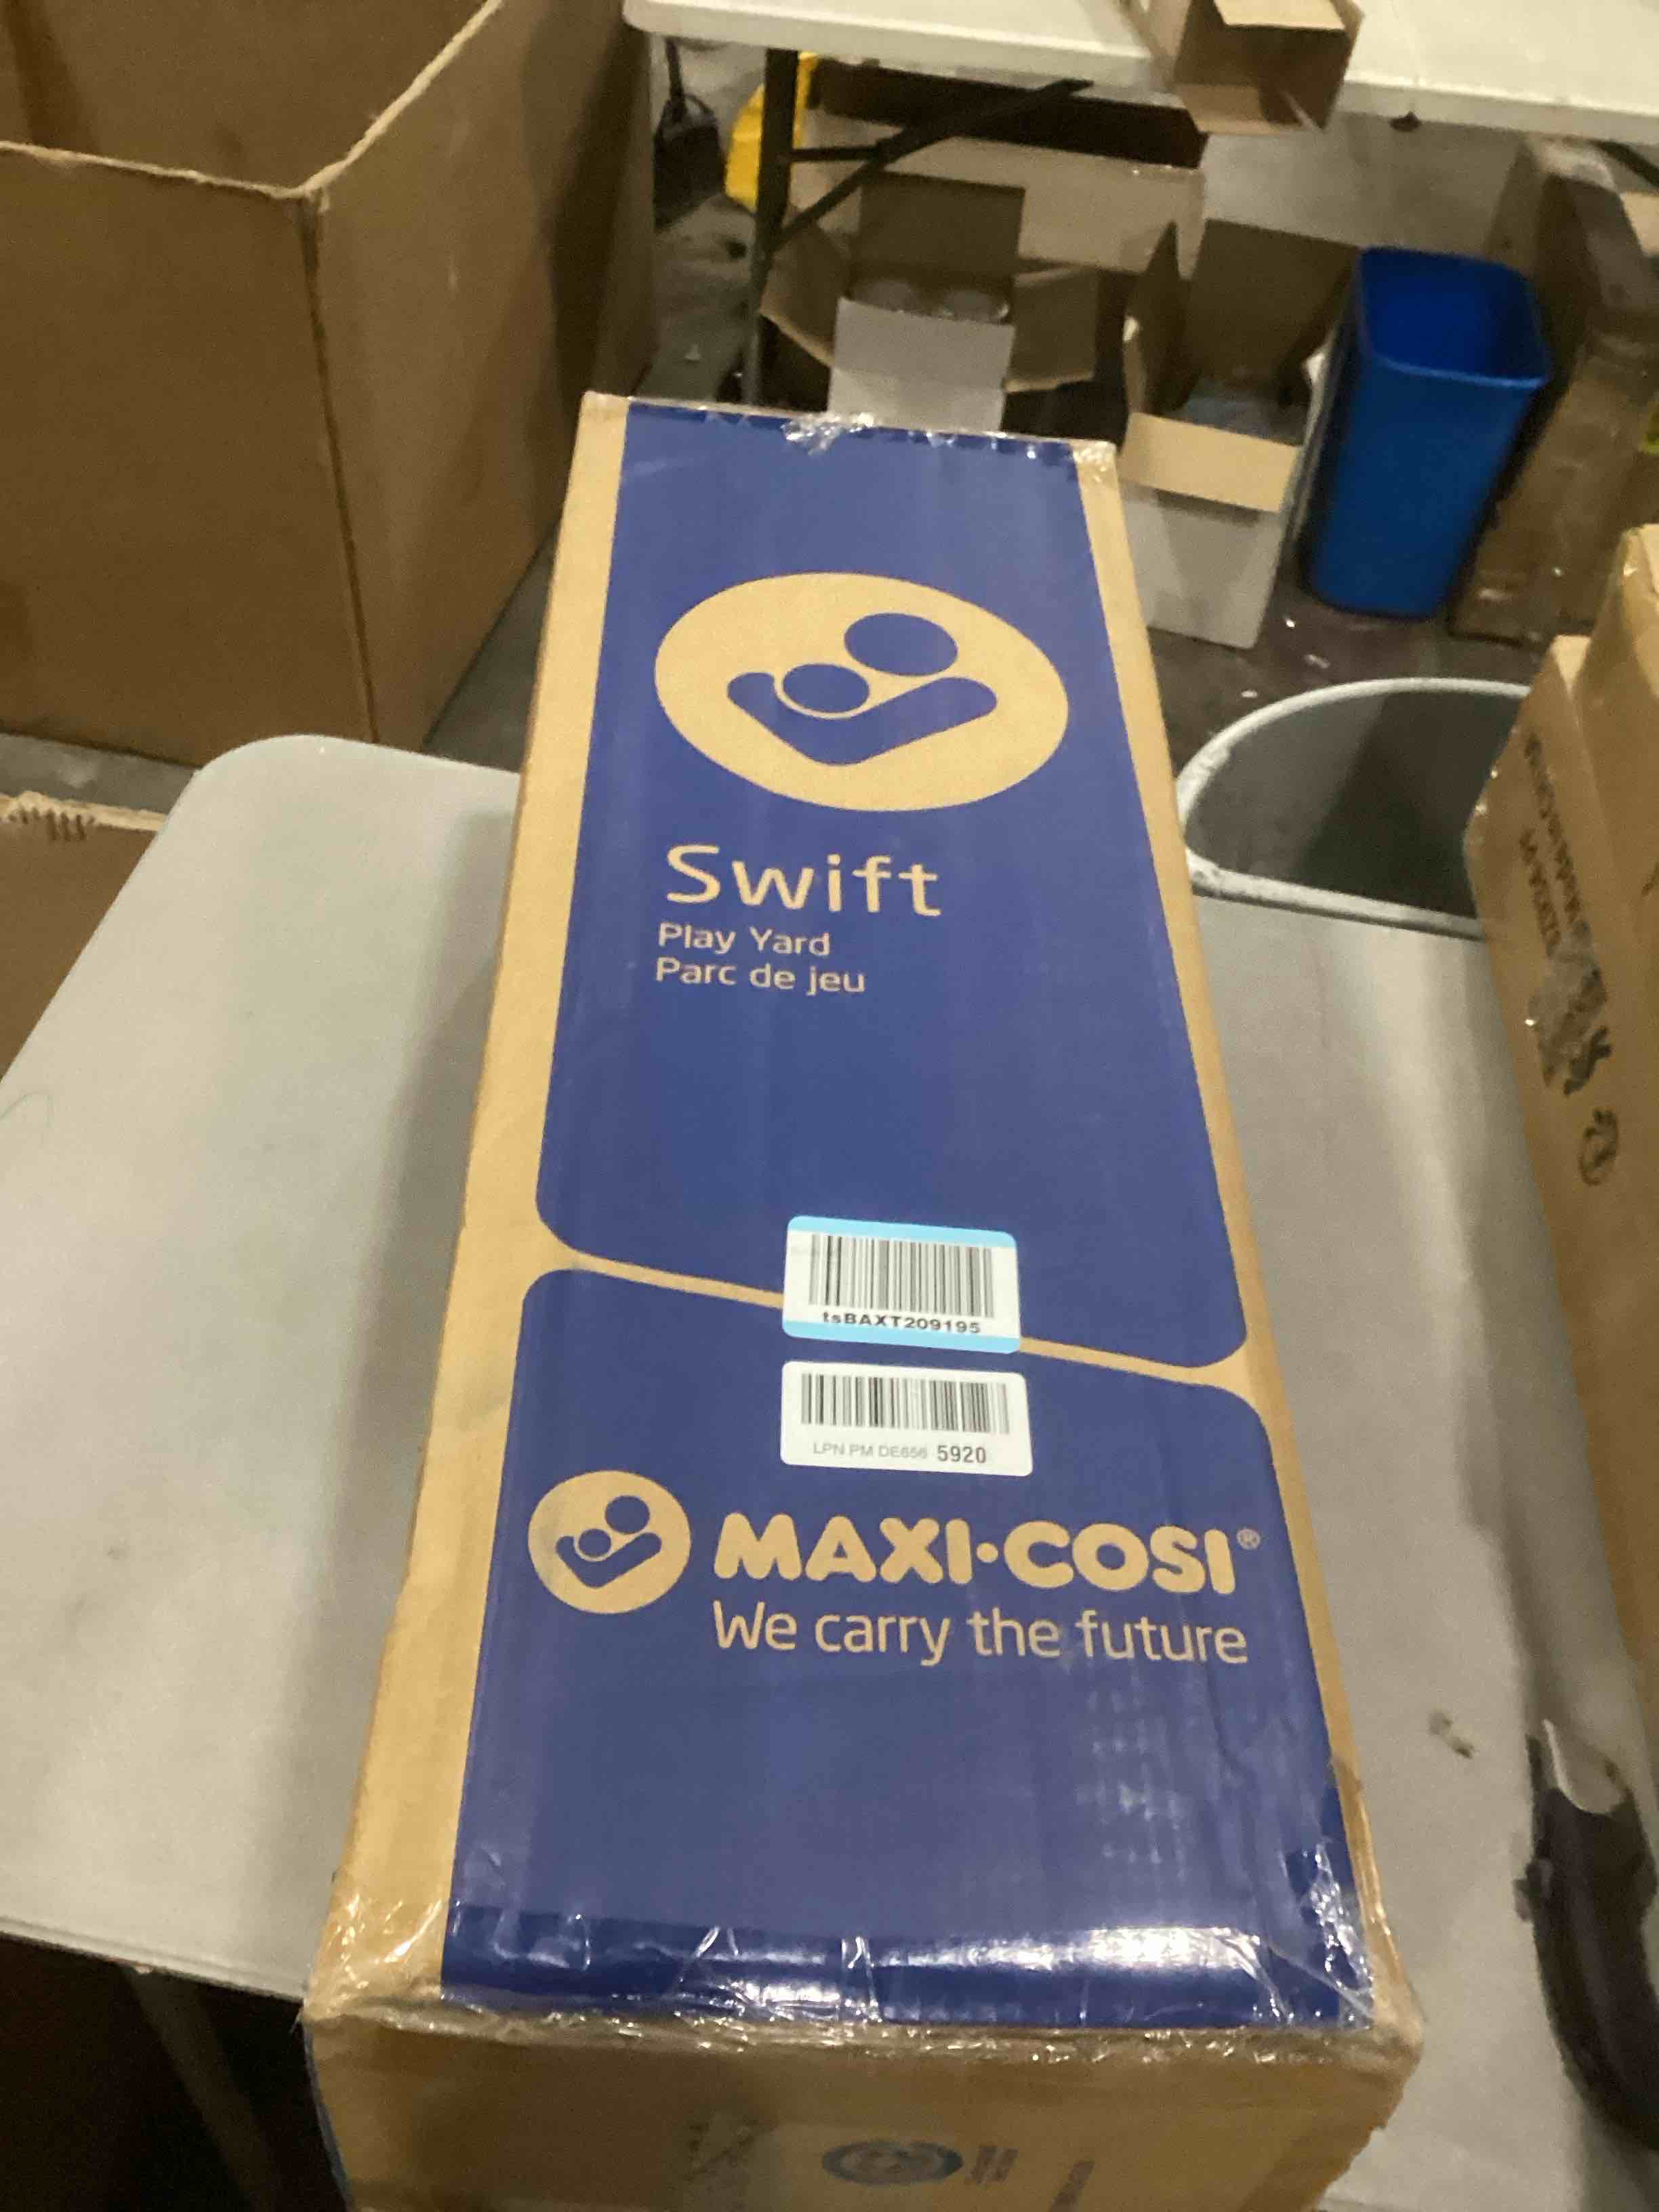 Swift
Play Yard
Parc de jeu
tsBAXT209195
LPN PM DE656 5920
MAXI·COSI®
We carry the future